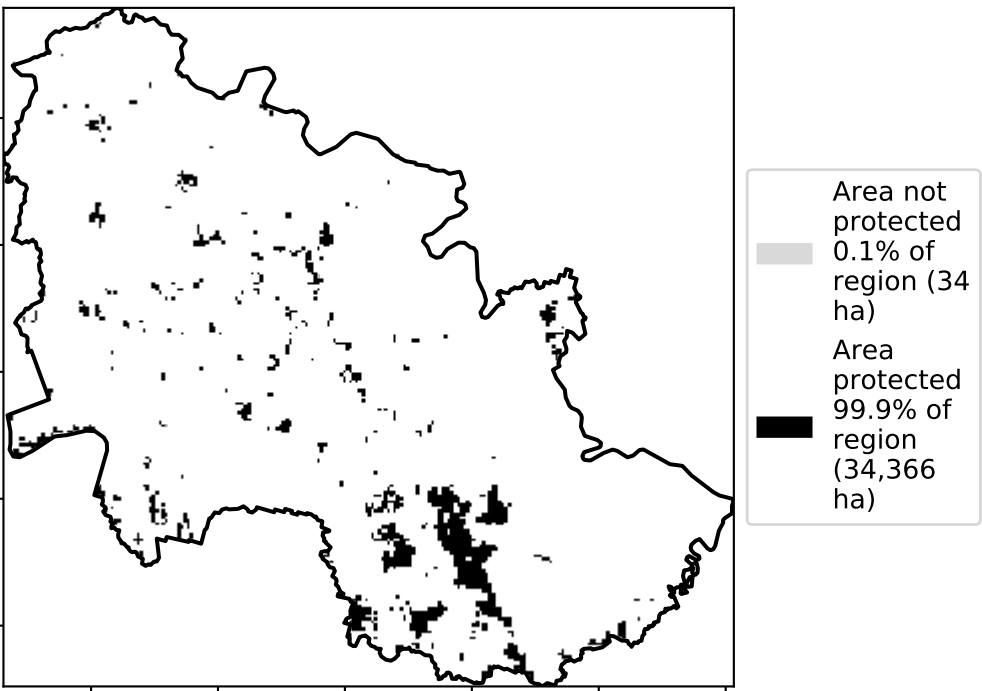 Area not
protected
0.1% of
region (34
ha)
Area
protected
99.9% of
region
(34,366
ha)